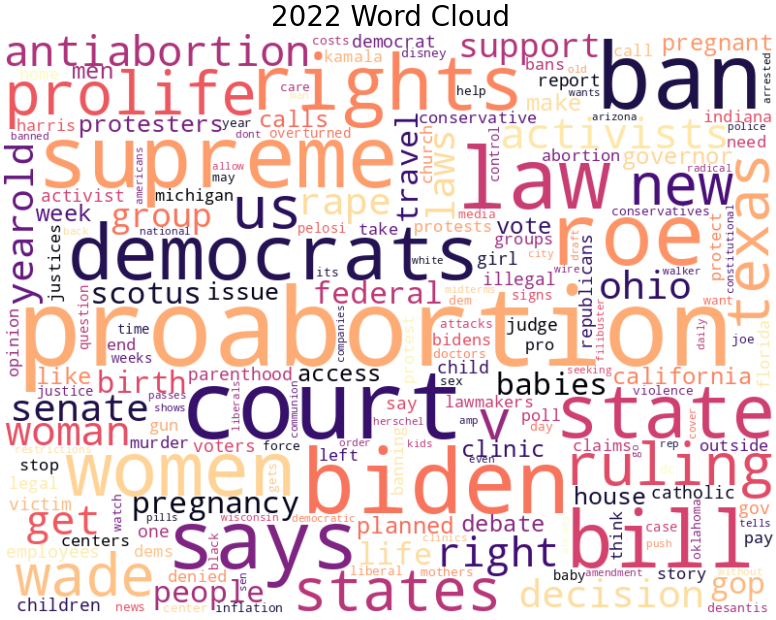 2022 Word Cloud
antiabortion costs democrat support call pregnant
home men kamala disney bans old
prolife rights care report wants ban arrested
help make arizona
harris protesters year calls conservative indiana
banned dont overturned activists police need
supreme travel church control abortion governor radical
americans allow laws law new
yearold activist michigan may rape media conservatives
week group us pelosi take protests vote roe protect constitutional texas
back national democrats white groups girl city draft
justices its illegal wire republicans walker
scotus issue federal midterms signs ohio want
opinion question time dem attacks judge filibuster daily joe florida
proabortion
end companies protest bidens pro seeking
weeks doctors
like birth parenthood access child sex babies california
justice passes court lawmakers violence
senate shows liberals communion herschel say v poll state
woman gun order kids amp day cover
murder voters force left banning clinic claims rep go outside
stop women gets even biden ruling
restrictions legal house catholic
victim pregnancy democratic think gov
get watch pills wisconsin planned debate case oklahoma tells
centers one black says clinics bill push pay
employees dems life right
wade denied liberal mothers baby amendment story without gop
people sen states decision
children news center inflation desantis